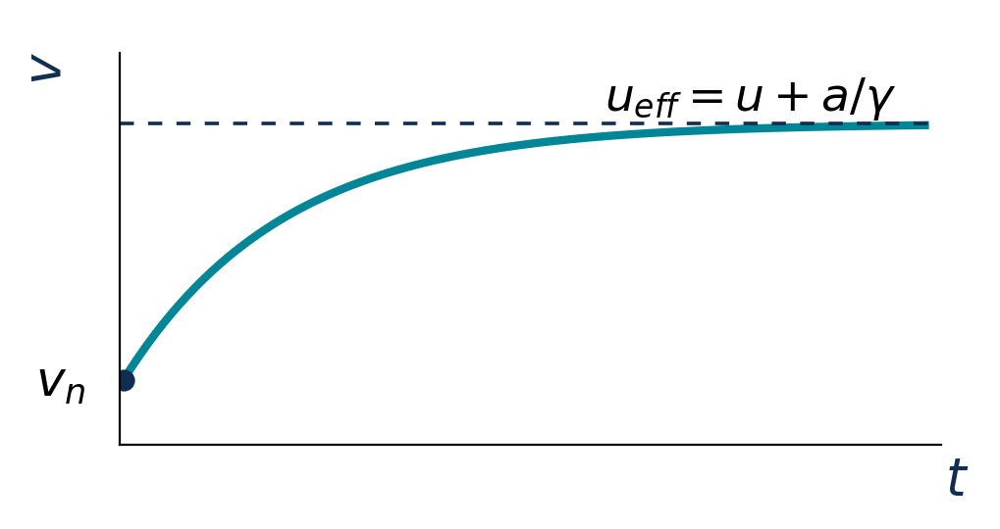 v
u_eff = u + a/γ
v_n
t